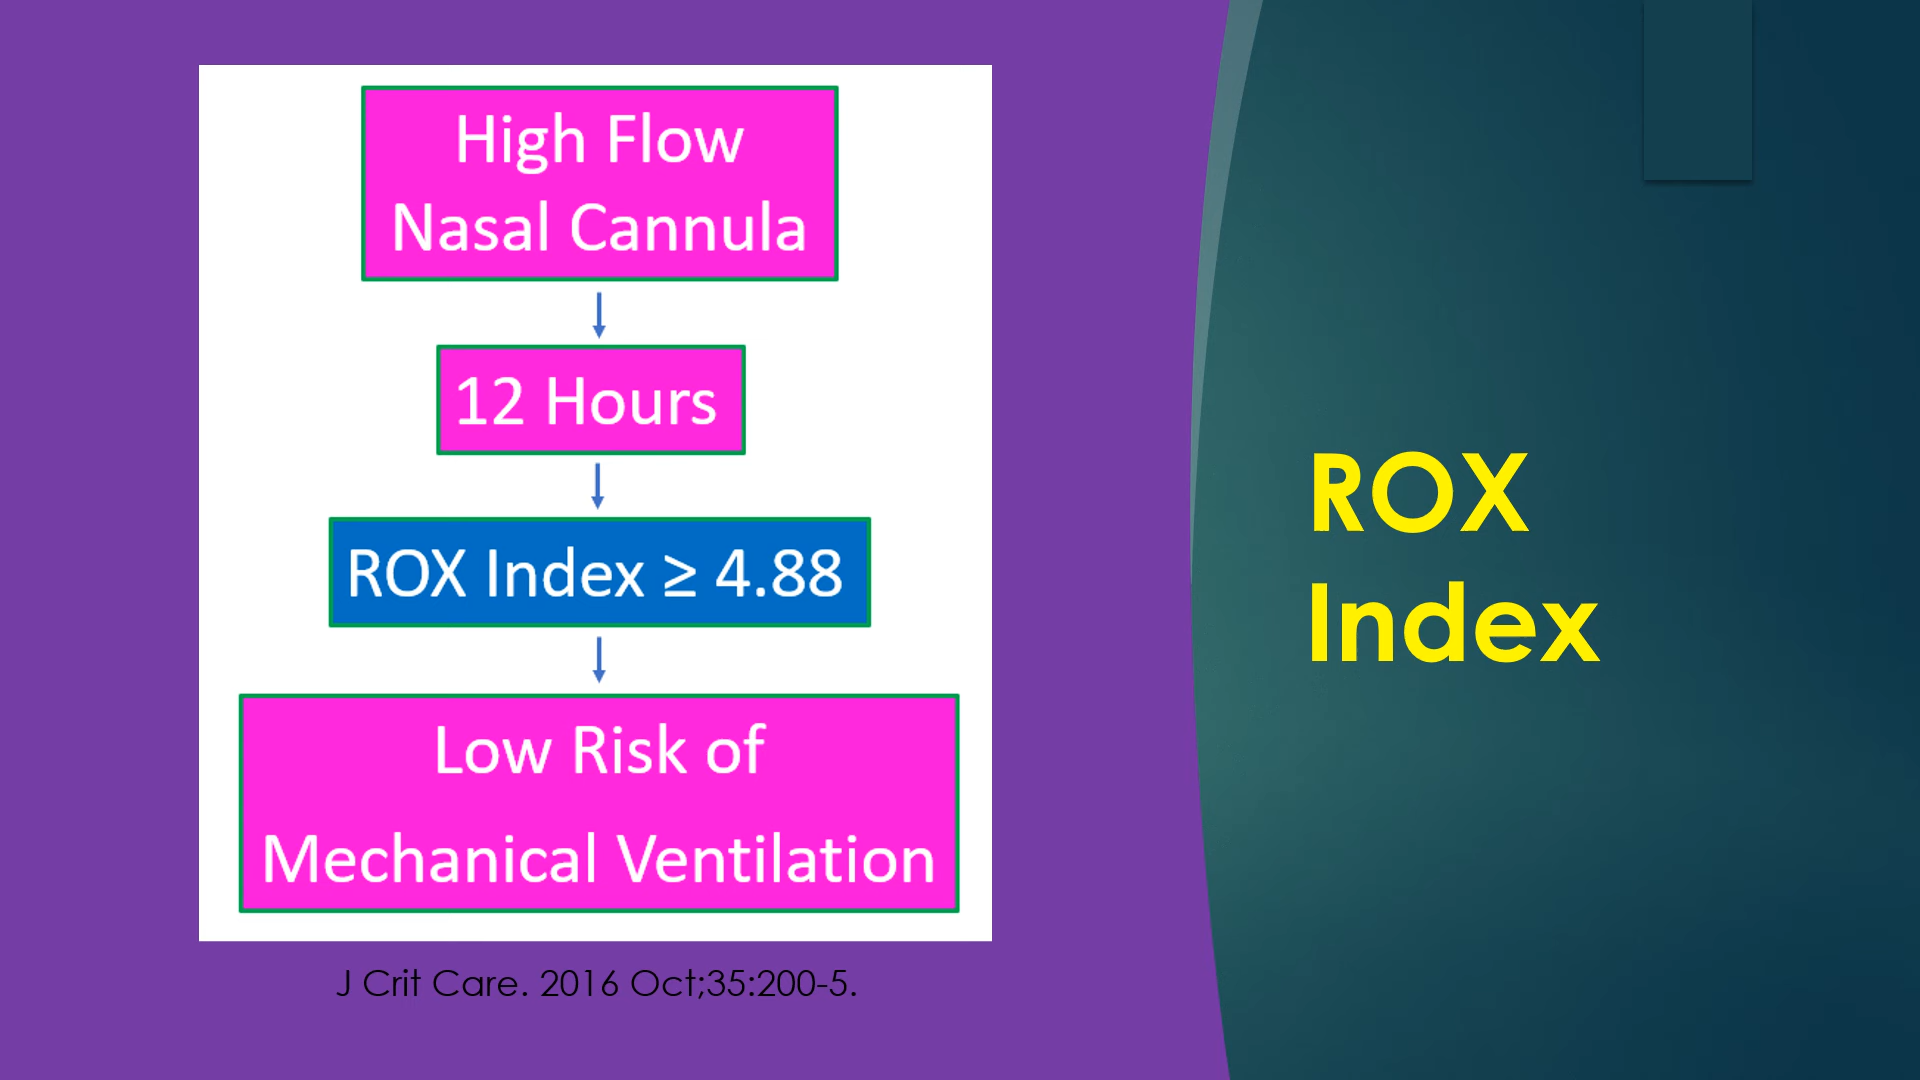 High Flow
Nasal Cannula
12 Hours
ROX Index ≥ 4.88
Low Risk of
Mechanical Ventilation
J Crit Care. 2016 Oct;35:200-5.
ROX
Index